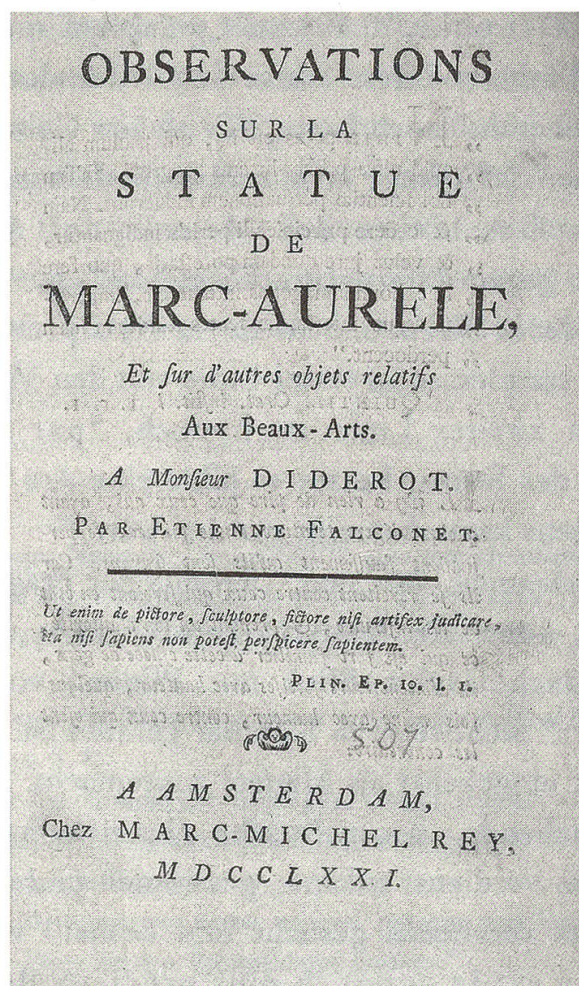 OBSERVATIONS
SUR LA
STATUE
DE
MARC-AURELE,
Et ſur d'autres objets relatifs
Aux Beaux-Arts.
A Monſieur DIDEROT.
PAR ETIENNE FALCONET.
Ut enim de pictore, ſculptore, fictore niſi artifex judicare,
ita niſi ſapiens non poteſt perſpicere ſapientem.
PLIN. EP. 10. l. 1.
507
A AMSTERDAM,
Chez MARC-MICHEL REY,
MDCCLXXI.